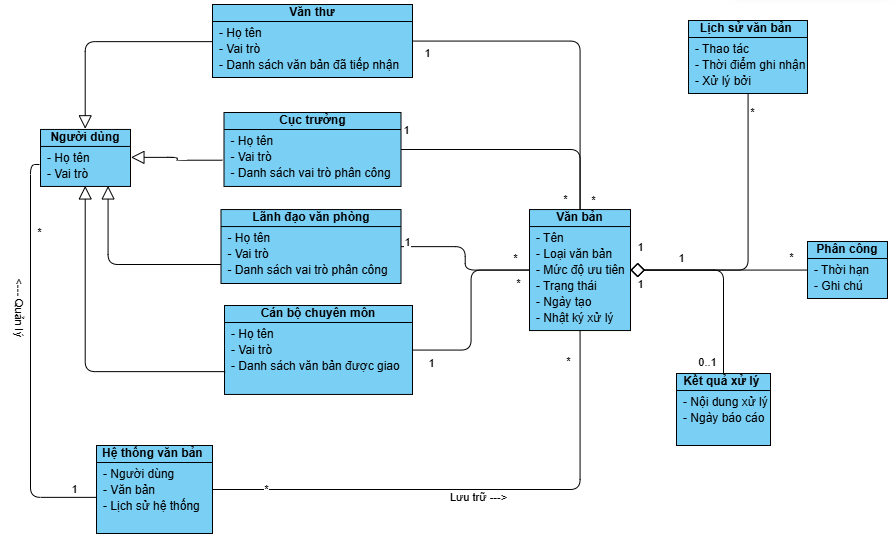 Văn thư
- Họ tên
- Vai trò
- Danh sách văn bản đã tiếp nhận
1
Lịch sử văn bản
- Thao tác
- Thời điểm ghi nhận
- Xử lý bởi
*
Cục trưởng
- Họ tên
- Vai trò
- Danh sách vai trò phân công
1
Người dùng
- Họ tên
- Vai trò
*
Lãnh đạo văn phòng
- Họ tên
- Vai trò
- Danh sách vai trò phân công
1
*
*
*
*
Văn bản
- Tên
- Loại văn bản
- Mức độ ưu tiên
- Trạng thái
- Ngày tạo
- Nhật ký xử lý
1
1
1
*
Phân công
- Thời hạn
- Ghi chú
<---- Quản lý
Cán bộ chuyên môn
- Họ tên
- Vai trò
- Danh sách văn bản được giao
1
*
0..1
Kết quả xử lý
- Nội dung xử lý
- Ngày báo cáo
Hệ thống văn bản
- Người dùng
- Văn bản
- Lịch sử hệ thống
1
*
Lưu trữ --->